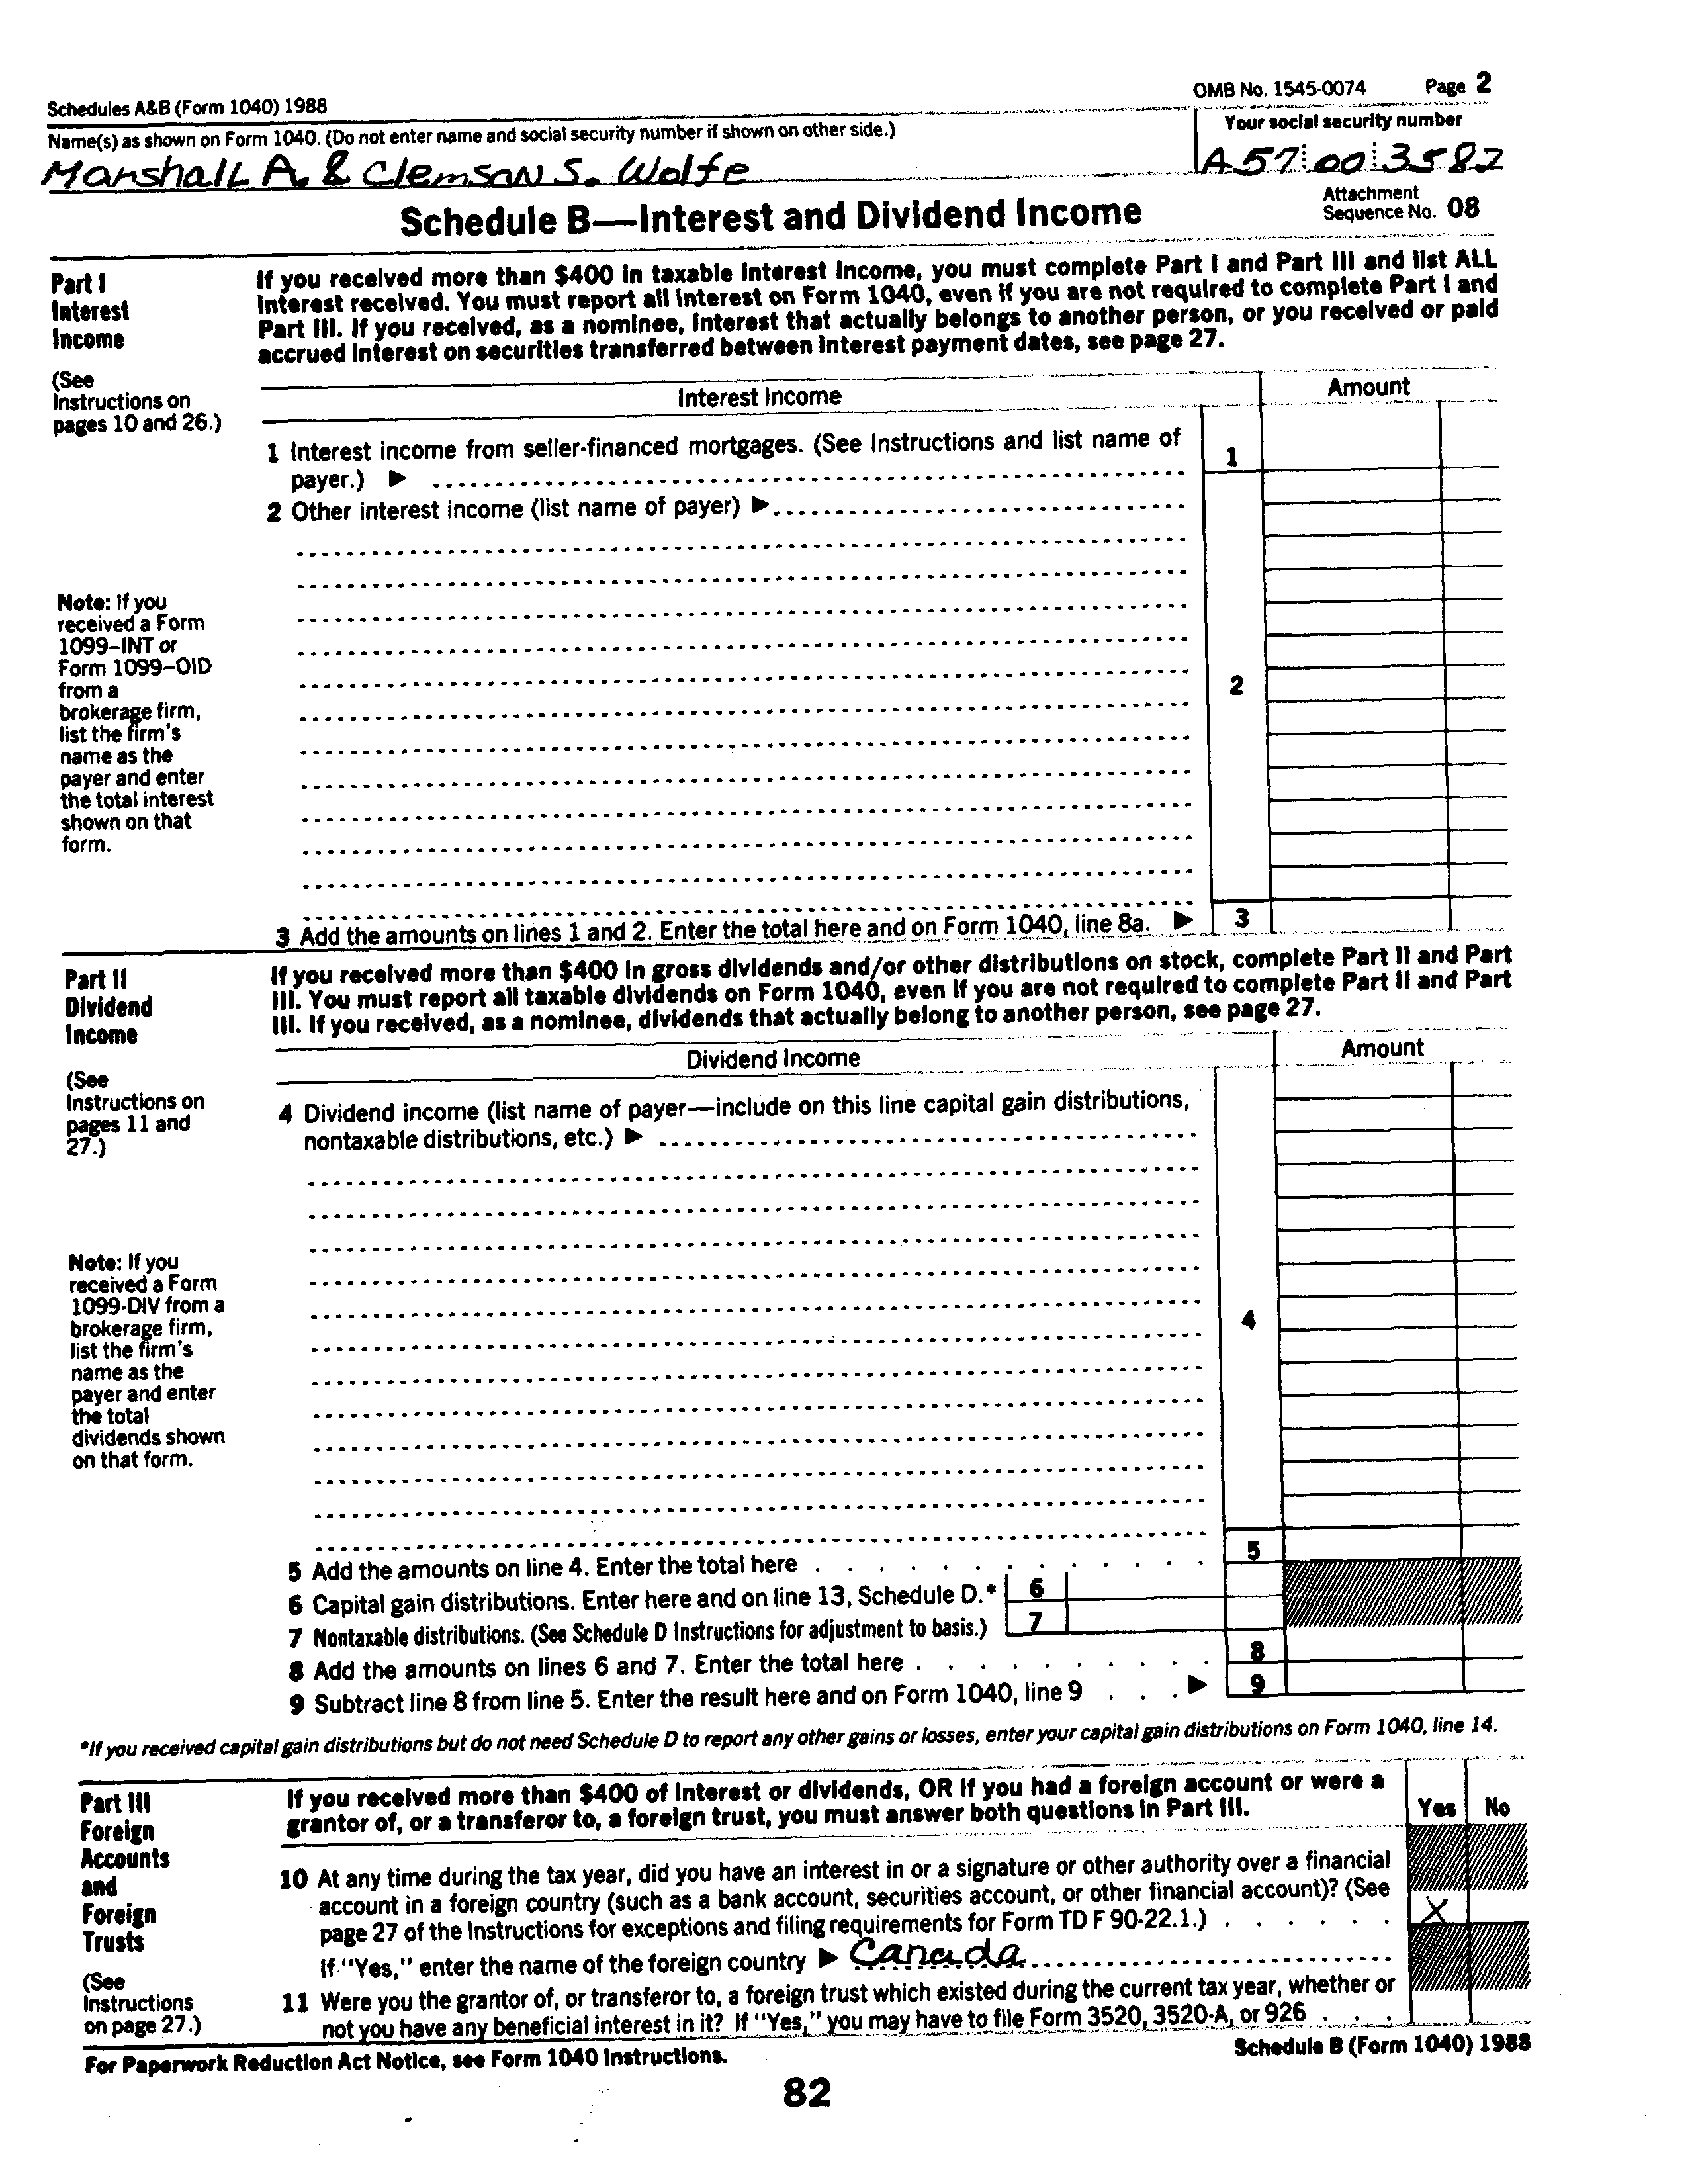 Schedules A&B (Form 1040) 1988
OMB No. 1545-0074 Page 2
Name(s) as shown on Form 1040. (Do not enter name and social security number if shown on other side.)
Your social security number
Marshall A. & Clemson S. Wolfe
A 57 00 3582
Schedule B—Interest and Dividend Income
Attachment
Sequence No. 08
Part I
Interest
Income
(See
Instructions on
pages 10 and 26.)
If you received more than $400 in taxable interest income, you must complete Part I and Part III and list ALL
interest received. You must report all interest on Form 1040, even if you are not required to complete Part I and
Part III. If you received, as a nominee, interest that actually belongs to another person, or you received or paid
accrued interest on securities transferred between interest payment dates, see page 27.
Interest Income
Amount
1 Interest income from seller-financed mortgages. (See Instructions and list name of
payer.) ▶
1
2 Other interest income (list name of payer) ▶
Note: If you
received a Form
1099–INT or
Form 1099–OID
from a
brokerage firm,
list the firm's
name as the
payer and enter
the total interest
shown on that
form.
2
3 Add the amounts on lines 1 and 2. Enter the total here and on Form 1040, line 8a. ▶ 3
Part II
Dividend
Income
(See
Instructions on
pages 11 and
27.)
If you received more than $400 in gross dividends and/or other distributions on stock, complete Part II and Part
III. You must report all taxable dividends on Form 1040, even if you are not required to complete Part II and Part
III. If you received, as a nominee, dividends that actually belong to another person, see page 27.
Dividend Income
Amount
4 Dividend income (list name of payer—include on this line capital gain distributions,
nontaxable distributions, etc.) ▶
Note: If you
received a Form
1099-DIV from a
brokerage firm,
list the firm's
name as the
payer and enter
the total
dividends shown
on that form.
4
5 Add the amounts on line 4. Enter the total here . . . . . . . . . . . . 5
6 Capital gain distributions. Enter here and on line 13, Schedule D.* 6
7 Nontaxable distributions. (See Schedule D Instructions for adjustment to basis.) 7
8 Add the amounts on lines 6 and 7. Enter the total here . . . . . . . . . . 8
9 Subtract line 8 from line 5. Enter the result here and on Form 1040, line 9 . . . ▶ 9
*If you received capital gain distributions but do not need Schedule D to report any other gains or losses, enter your capital gain distributions on Form 1040, line 14.
Part III
Foreign
Accounts
and
Foreign
Trusts
(See
Instructions
on page 27.)
If you received more than $400 of interest or dividends, OR if you had a foreign account or were a
grantor of, or a transferor to, a foreign trust, you must answer both questions in Part III.
Yes No
10 At any time during the tax year, did you have an interest in or a signature or other authority over a financial
account in a foreign country (such as a bank account, securities account, or other financial account)? (See
page 27 of the Instructions for exceptions and filing requirements for Form TD F 90-22.1.) . . . . . . X
If "Yes," enter the name of the foreign country ▶ Canada
11 Were you the grantor of, or transferor to, a foreign trust which existed during the current tax year, whether or
not you have any beneficial interest in it? If "Yes," you may have to file Form 3520, 3520-A, or 926 . . .
For Paperwork Reduction Act Notice, see Form 1040 Instructions.
Schedule B (Form 1040) 1988
82